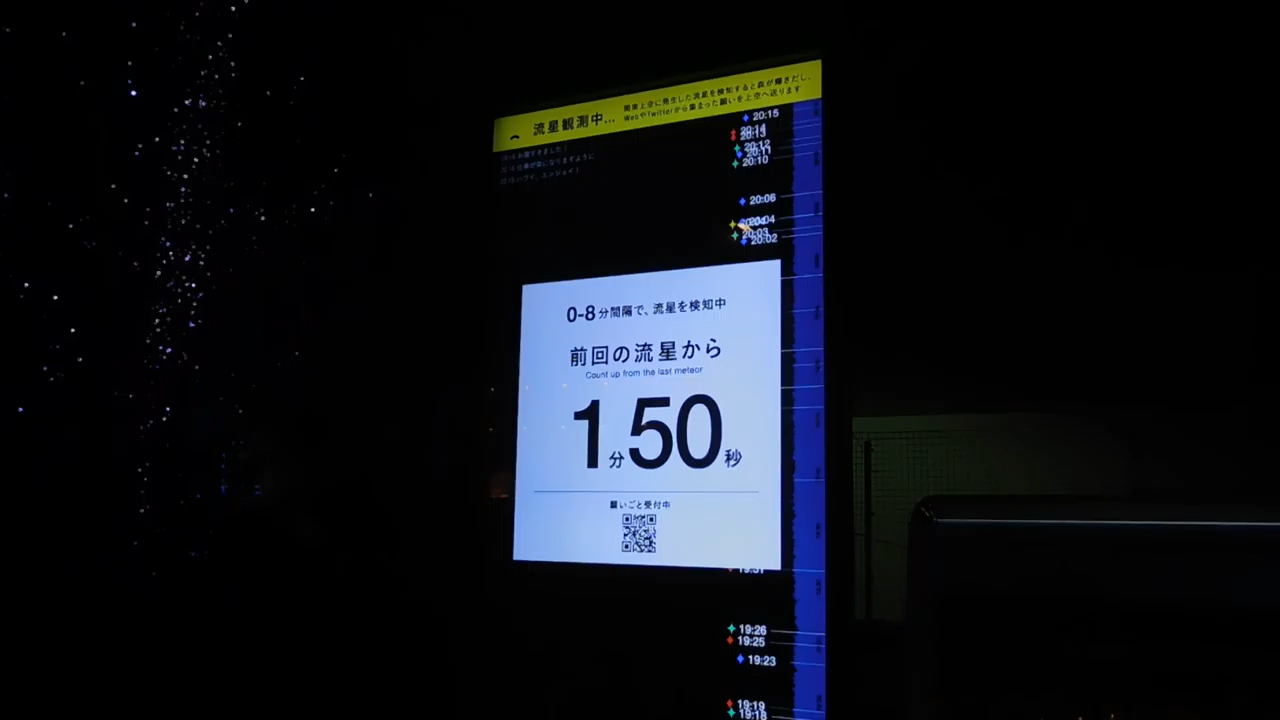 流星観測中...
関東上空に発生した流星を検知すると森が輝きだし、
WebやTwitterから集まった願いを上空へ送ります
20:15
20:14
20:13
20:12
20:11
20:10
20:06
20:04
20:03
20:02
0-8分間隔で、流星を検知中
前回の流星から
Count up from the last meteor
1分50秒
願いごと受付中
19:26
19:25
19:23
19:19
19:18